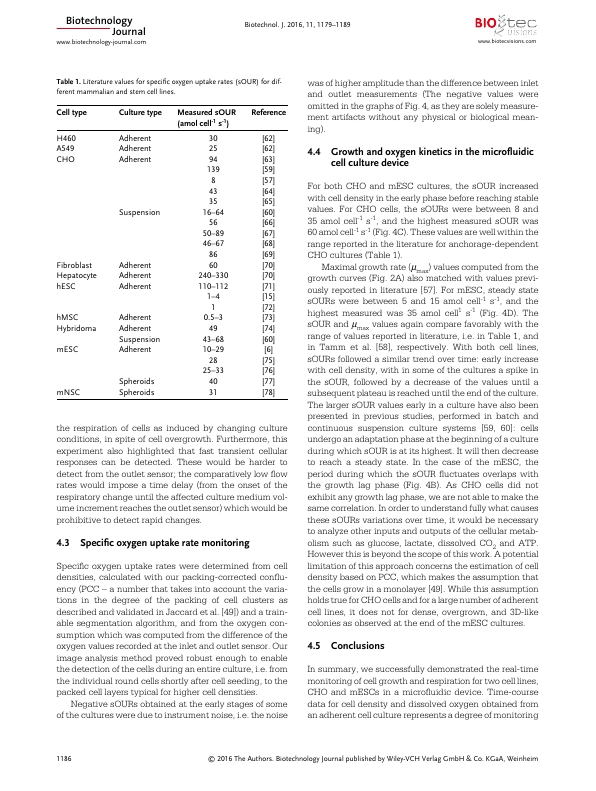 Biotechnology
Journal
www.biotechnology-journal.com
Biotechnol. J. 2016, 11, 1179–1189
BIOtec
visions
www.biotecvisions.com
Table 1. Literature values for specific oxygen uptake rates (sOUR) for dif-
ferent mammalian and stem cell lines.
Cell type Culture type Measured sOUR Reference
(amol cell⁻¹ s⁻¹)
H460 Adherent 30 [62]
A549 Adherent 25 [62]
CHO Adherent 94 [63]
139 [59]
8 [57]
43 [64]
35 [65]
Suspension 16–64 [60]
56 [66]
50–89 [67]
46–67 [68]
86 [69]
Fibroblast Adherent 60 [70]
Hepatocyte Adherent 240–330 [70]
hESC Adherent 110–112 [71]
1–4 [15]
1 [72]
hMSC Adherent 0.5–3 [73]
Hybridoma Adherent 49 [74]
Suspension 43–68 [60]
mESC Adherent 10–29 [6]
28 [75]
25–33 [76]
Spheroids 40 [77]
mNSC Spheroids 31 [78]
the respiration of cells as induced by changing culture
conditions, in spite of cell overgrowth. Furthermore, this
experiment also highlighted that fast transient cellular
responses can be detected. These would be harder to
detect from the outlet sensor; the comparatively low flow
rates would impose a time delay (from the onset of the
respiratory change until the affected culture medium vol-
ume increment reaches the outlet sensor) which would be
prohibitive to detect rapid changes.
4.3 Specific oxygen uptake rate monitoring
Specific oxygen uptake rates were determined from cell
densities, calculated with our packing-corrected conflu-
ency (PCC – a number that takes into account the varia-
tions in the degree of the packing of cell clusters as
described and validated in Jaccard et al. [49]) and a train-
able segmentation algorithm, and from the oxygen con-
sumption which was computed from the difference of the
oxygen values recorded at the inlet and outlet sensor. Our
image analysis method proved robust enough to enable
the detection of the cells during an entire culture, i.e. from
the individual round cells shortly after cell seeding, to the
packed cell layers typical for higher cell densities.
Negative sOURs obtained at the early stages of some
of the cultures were due to instrument noise, i.e. the noise
was of higher amplitude than the difference between inlet
and outlet measurements (The negative values were
omitted in the graphs of Fig. 4, as they are solely measure-
ment artifacts without any physical or biological mean-
ing).
4.4 Growth and oxygen kinetics in the microfluidic
cell culture device
For both CHO and mESC cultures, the sOUR increased
with cell density in the early phase before reaching stable
values. For CHO cells, the sOURs were between 8 and
35 amol cell⁻¹ s⁻¹, and the highest measured sOUR was
60 amol cell⁻¹ s⁻¹ (Fig. 4C). These values are well within the
range reported in the literature for anchorage-dependent
CHO cultures (Table 1).
Maximal growth rate (μmax) values computed from the
growth curves (Fig. 2A) also matched with values previ-
ously reported in literature [57]. For mESC, steady state
sOURs were between 5 and 15 amol cell⁻¹ s⁻¹, and the
highest measured was 35 amol cell¹ s⁻¹ (Fig. 4D). The
sOUR and μmax values again compare favorably with the
range of values reported in literature, i.e. in Table 1, and
in Tamm et al. [58], respectively. With both cell lines,
sOURs followed a similar trend over time: early increase
with cell density, with in some of the cultures a spike in
the sOUR, followed by a decrease of the values until a
subsequent plateau is reached until the end of the culture.
The larger sOUR values early in a culture have also been
presented in previous studies, performed in batch and
continuous suspension culture systems [59, 60]: cells
undergo an adaptation phase at the beginning of a culture
during which sOUR is at its highest. It will then decrease
to reach a steady state. In the case of the mESC, the
period during which the sOUR fluctuates overlaps with
the growth lag phase (Fig. 4B). As CHO cells did not
exhibit any growth lag phase, we are not able to make the
same correlation. In order to understand fully what causes
these sOURs variations over time, it would be necessary
to analyze other inputs and outputs of the cellular metab-
olism such as glucose, lactate, dissolved CO₂ and ATP.
However this is beyond the scope of this work. A potential
limitation of this approach concerns the estimation of cell
density based on PCC, which makes the assumption that
the cells grow in a monolayer [49]. While this assumption
holds true for CHO cells and for a large number of adherent
cell lines, it does not for dense, overgrown, and 3D-like
colonies as observed at the end of the mESC cultures.
4.5 Conclusions
In summary, we successfully demonstrated the real-time
monitoring of cell growth and respiration for two cell lines,
CHO and mESCs in a microfluidic device. Time-course
data for cell density and dissolved oxygen obtained from
an adherent cell culture represents a degree of monitoring
1186
© 2016 The Authors. Biotechnology Journal published by Wiley-VCH Verlag GmbH & Co. KGaA, Weinheim